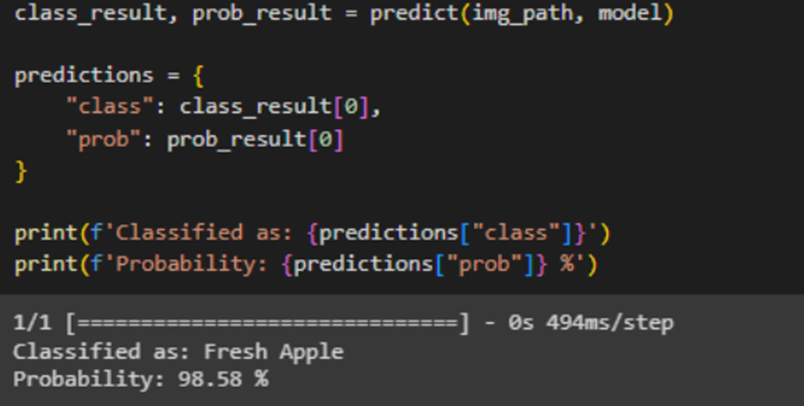 class_result, prob_result = predict(img_path, model)
predictions = {
"class": class_result[0],
"prob": prob_result[0]
}
print(f'Classified as: {predictions["class"]}')
print(f'Probability: {predictions["prob"]} %')
1/1 [==============================] - 0s 494ms/step
Classified as: Fresh Apple
Probability: 98.58 %